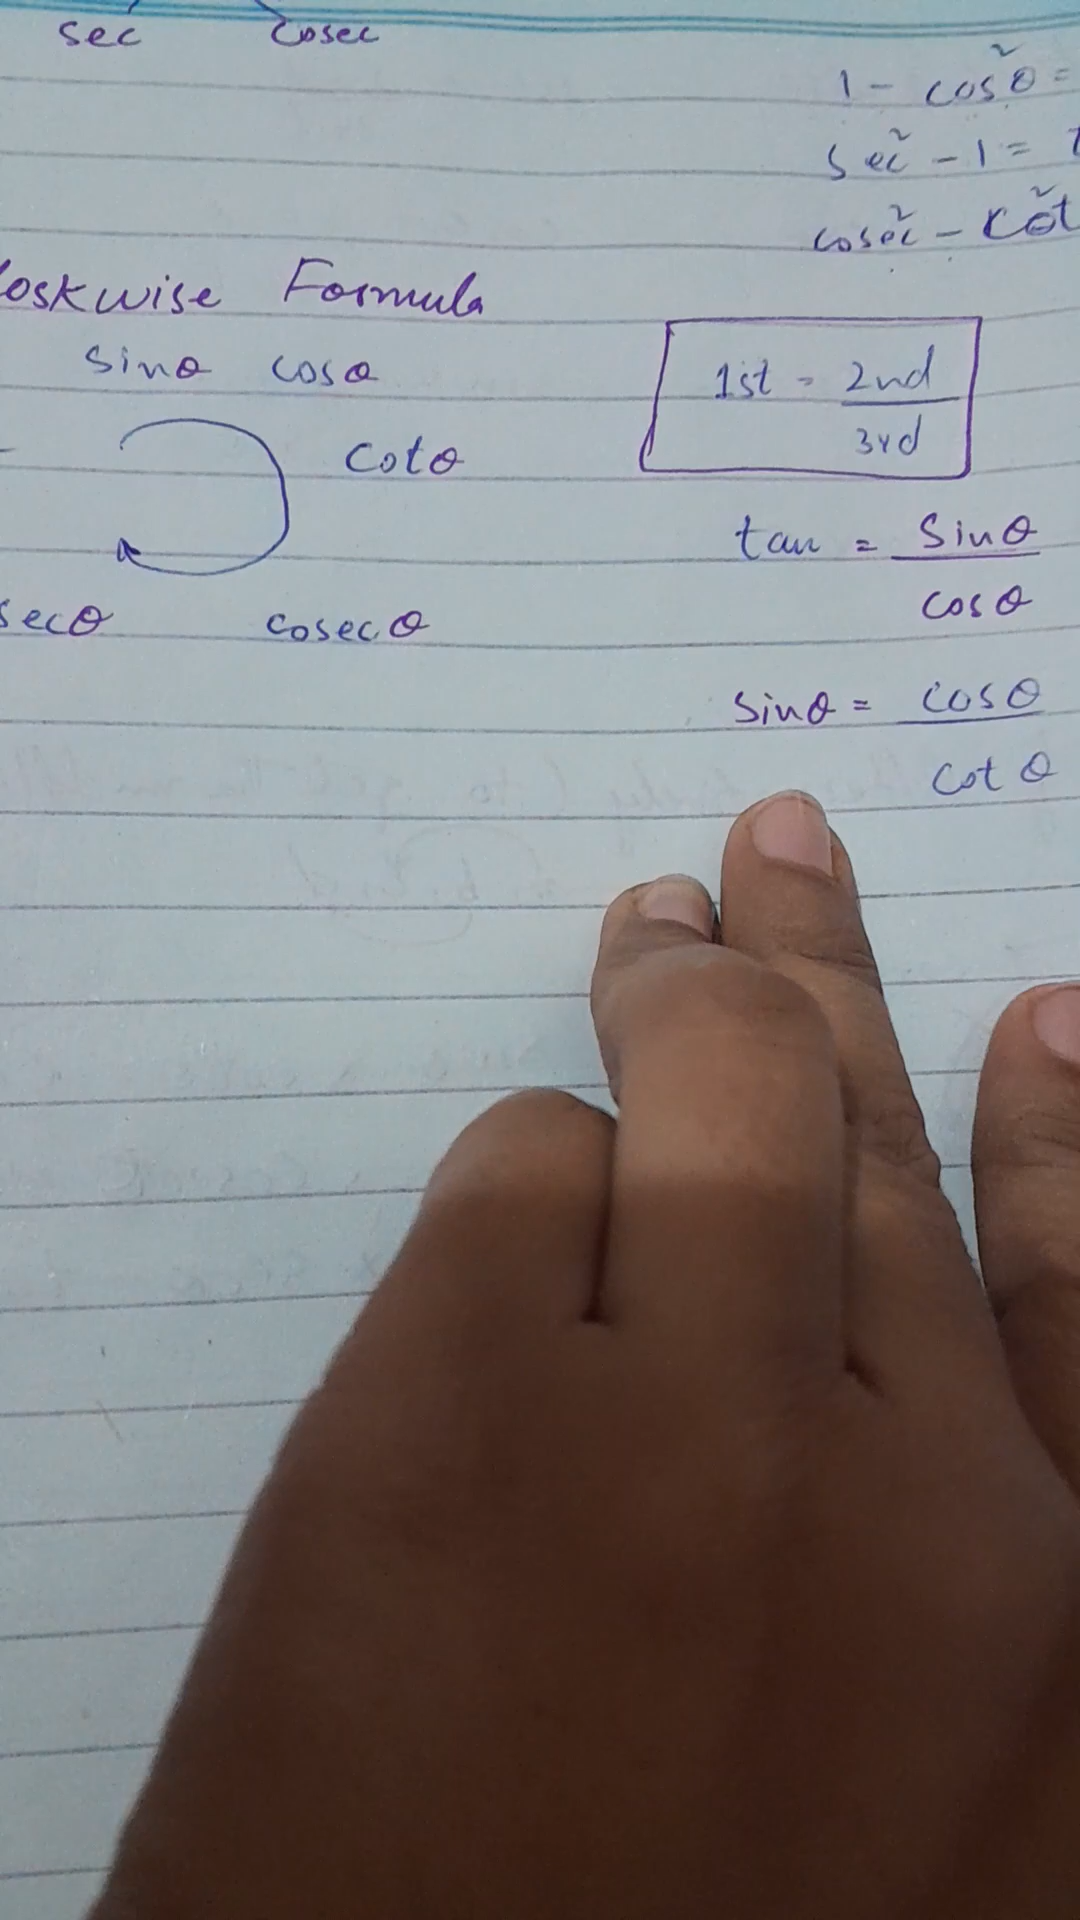 sec cosec
1 - cos²θ =
sec² - 1 =
cosec² - cot²
loskwise Formula
sinθ cosθ
cotθ
secθ cosecθ
1st = 2nd
3rd
tan = Sinθ
cosθ
sinθ = cosθ
cot θ